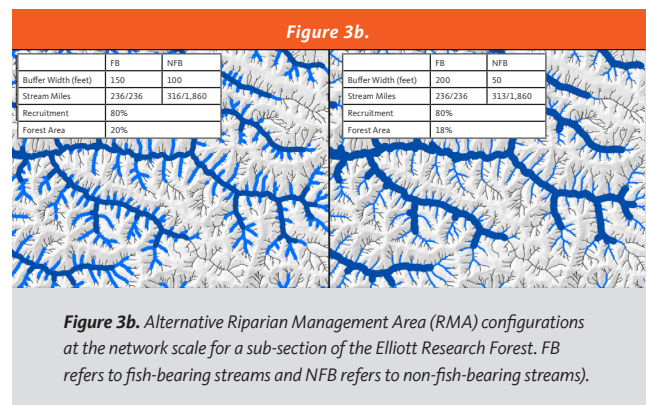 Figure 3b.
FB NFB
Buffer Width (feet) 150 100
Stream Miles 236/236 316/1,860
Recruitment 80%
Forest Area 20%
FB NFB
Buffer Width (feet) 200 50
Stream Miles 236/236 313/1,860
Recruitment 80%
Forest Area 18%
Figure 3b. Alternative Riparian Management Area (RMA) configurations
at the network scale for a sub-section of the Elliott Research Forest. FB
refers to fish-bearing streams and NFB refers to non-fish-bearing streams).